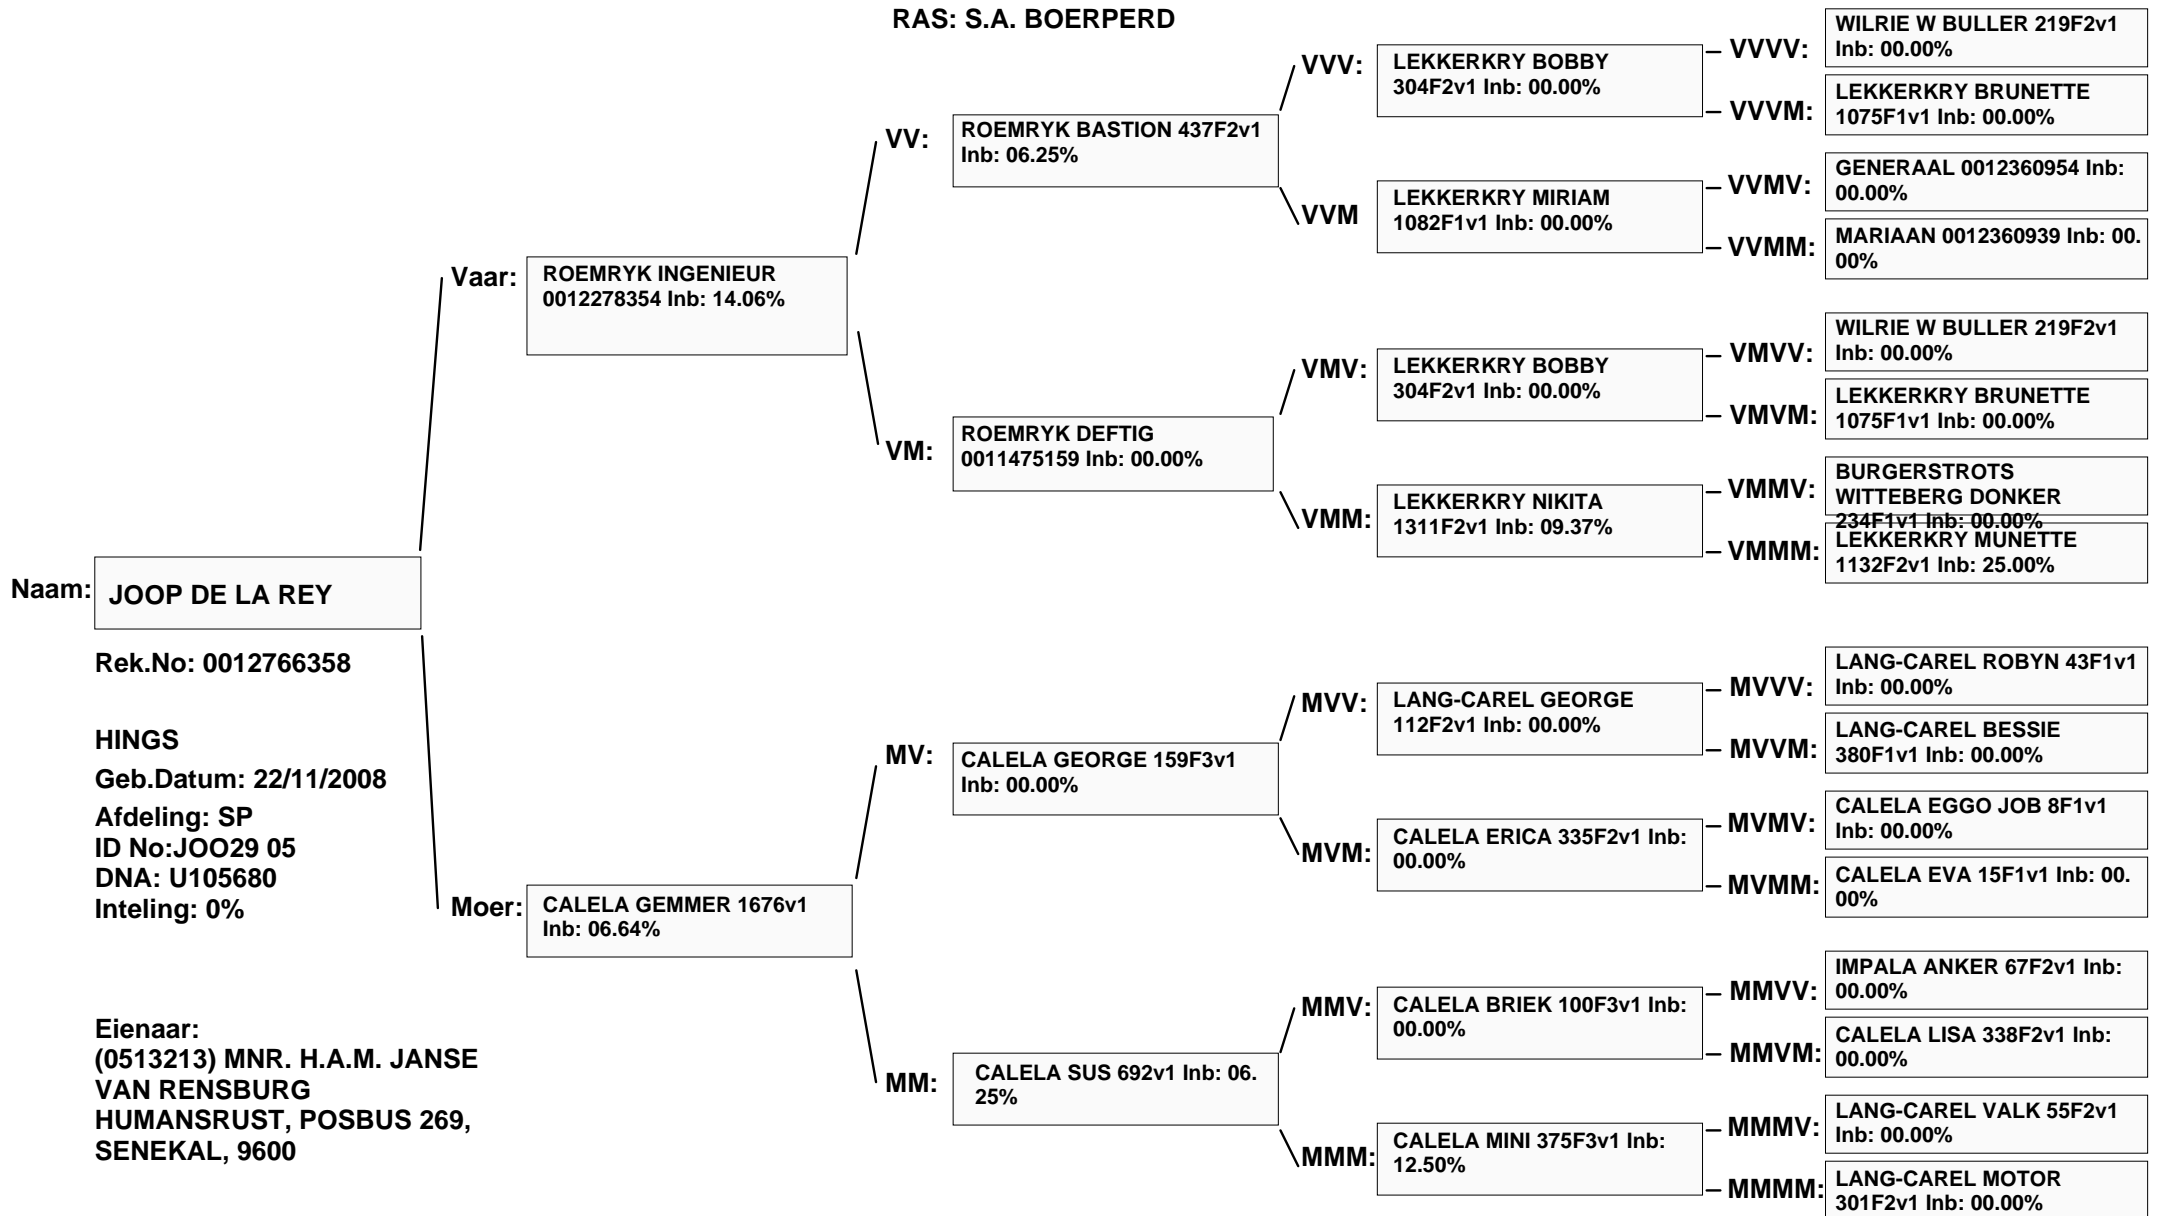 RAS: S.A. BOERPERD
Naam:
JOOP DE LA REY
Rek.No: 0012766358
HINGS
Geb.Datum: 22/11/2008
Afdeling: SP
ID No:JOO29 05
DNA: U105680
Inteling: 0%
Eienaar:
(0513213) MNR. H.A.M. JANSE
VAN RENSBURG
HUMANSRUST, POSBUS 269,
SENEKAL, 9600
Vaar:
ROEMRYK INGENIEUR
0012278354 Inb: 14.06%
Moer:
CALELA GEMMER 1676v1
Inb: 06.64%
VV:
ROEMRYK BASTION 437F2v1
Inb: 06.25%
VM:
ROEMRYK DEFTIG
0011475159 Inb: 00.00%
MV:
CALELA GEORGE 159F3v1
Inb: 00.00%
MM:
CALELA SUS 692v1 Inb: 06.
25%
VVV:
LEKKERKRY BOBBY
304F2v1 Inb: 00.00%
VVM
LEKKERKRY MIRIAM
1082F1v1 Inb: 00.00%
VMV:
LEKKERKRY BOBBY
304F2v1 Inb: 00.00%
VMM:
LEKKERKRY NIKITA
1311F2v1 Inb: 09.37%
MVV:
LANG-CAREL GEORGE
112F2v1 Inb: 00.00%
MVM:
CALELA ERICA 335F2v1 Inb:
00.00%
MMV:
CALELA BRIEK 100F3v1 Inb:
00.00%
MMM:
CALELA MINI 375F3v1 Inb:
12.50%
VVVV:
WILRIE W BULLER 219F2v1
Inb: 00.00%
VVVM:
LEKKERKRY BRUNETTE
1075F1v1 Inb: 00.00%
VVMV:
GENERAAL 0012360954 Inb:
00.00%
VVMM:
MARIAAN 0012360939 Inb: 00.
00%
VMVV:
WILRIE W BULLER 219F2v1
Inb: 00.00%
VMVM:
LEKKERKRY BRUNETTE
1075F1v1 Inb: 00.00%
VMMV:
BURGERSTROTS
WITTEBERG DONKER
234F1v1 Inb: 00.00%
VMMM:
LEKKERKRY MUNETTE
1132F2v1 Inb: 25.00%
MVVV:
LANG-CAREL ROBYN 43F1v1
Inb: 00.00%
MVVM:
LANG-CAREL BESSIE
380F1v1 Inb: 00.00%
MVMV:
CALELA EGGO JOB 8F1v1
Inb: 00.00%
MVMM:
CALELA EVA 15F1v1 Inb: 00.
00%
MMVV:
IMPALA ANKER 67F2v1 Inb:
00.00%
MMVM:
CALELA LISA 338F2v1 Inb:
00.00%
MMMV:
LANG-CAREL VALK 55F2v1
Inb: 00.00%
MMMM:
LANG-CAREL MOTOR
301F2v1 Inb: 00.00%